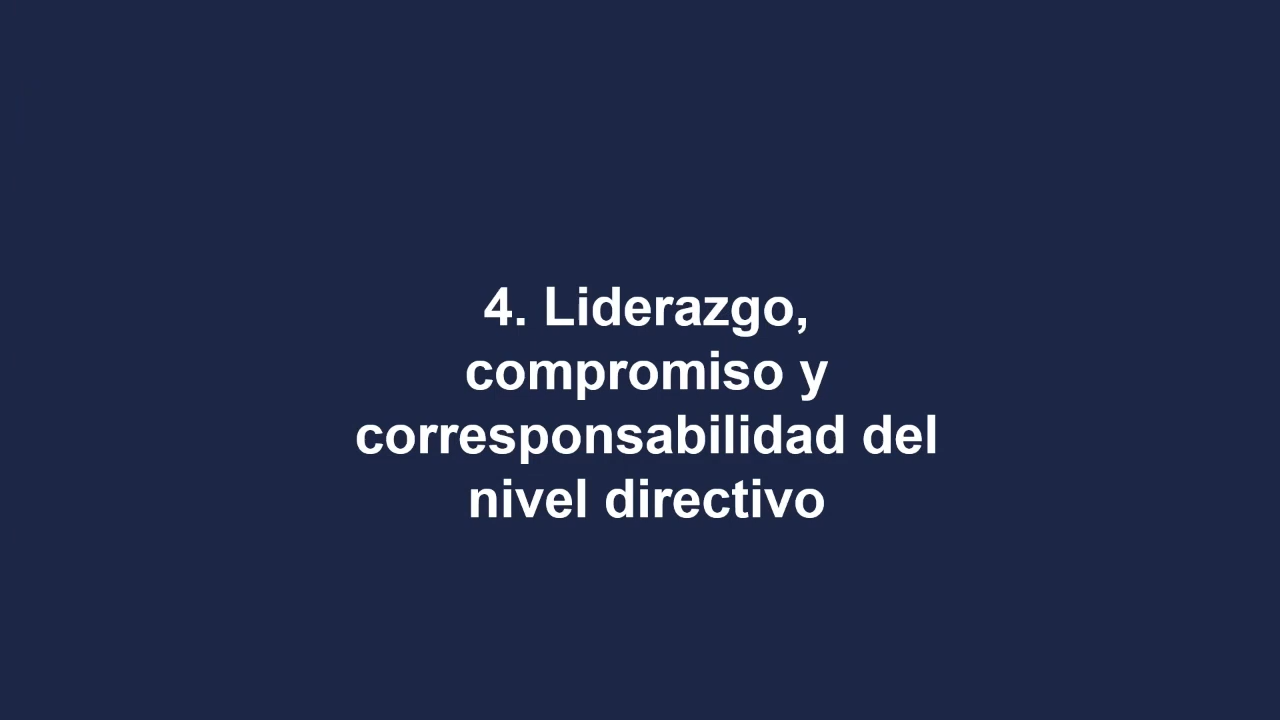 4. Liderazgo,
compromiso y
corresponsabilidad del
nivel directivo